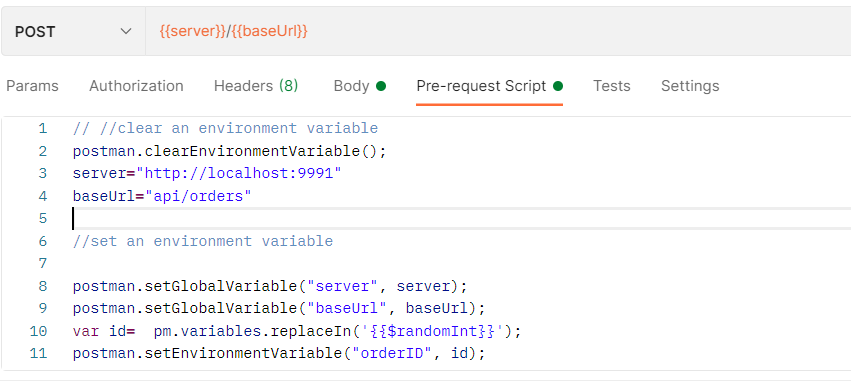 POST {{server}}/{{baseUrl}}
Params Authorization Headers (8) Body Pre-request Script Tests Settings
1 // //clear an environment variable
2 postman.clearEnvironmentVariable();
3 server="http://localhost:9991"
4 baseUrl="api/orders"
5
6 //set an environment variable
7
8 postman.setGlobalVariable("server", server);
9 postman.setGlobalVariable("baseUrl", baseUrl);
10 var id=  pm.variables.replaceIn('{{$randomInt}}');
11 postman.setEnvironmentVariable("orderID", id);